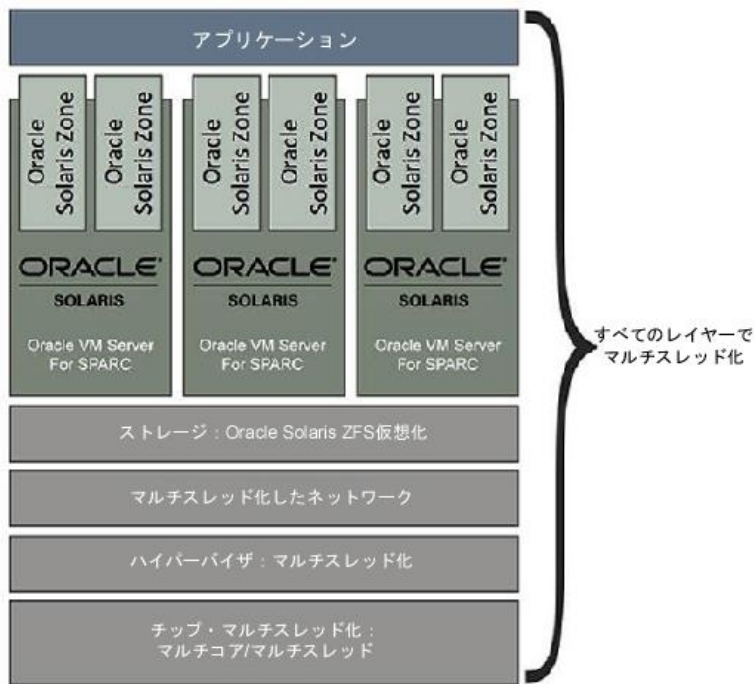 アプリケーション
Oracle
Solaris Zone
Oracle
Solaris Zone
Oracle
Solaris Zone
Oracle
Solaris Zone
Oracle
Solaris Zone
Oracle
Solaris Zone
ORACLE®
SOLARIS
Oracle VM Server
For SPARC
ORACLE®
SOLARIS
Oracle VM Server
For SPARC
ORACLE®
SOLARIS
Oracle VM Server
For SPARC
ストレージ：Oracle Solaris ZFS仮想化
マルチスレッド化したネットワーク
ハイパーバイザ：マルチスレッド化
チップ・マルチスレッド化：
マルチコア/マルチスレッド
すべてのレイヤーで
マルチスレッド化